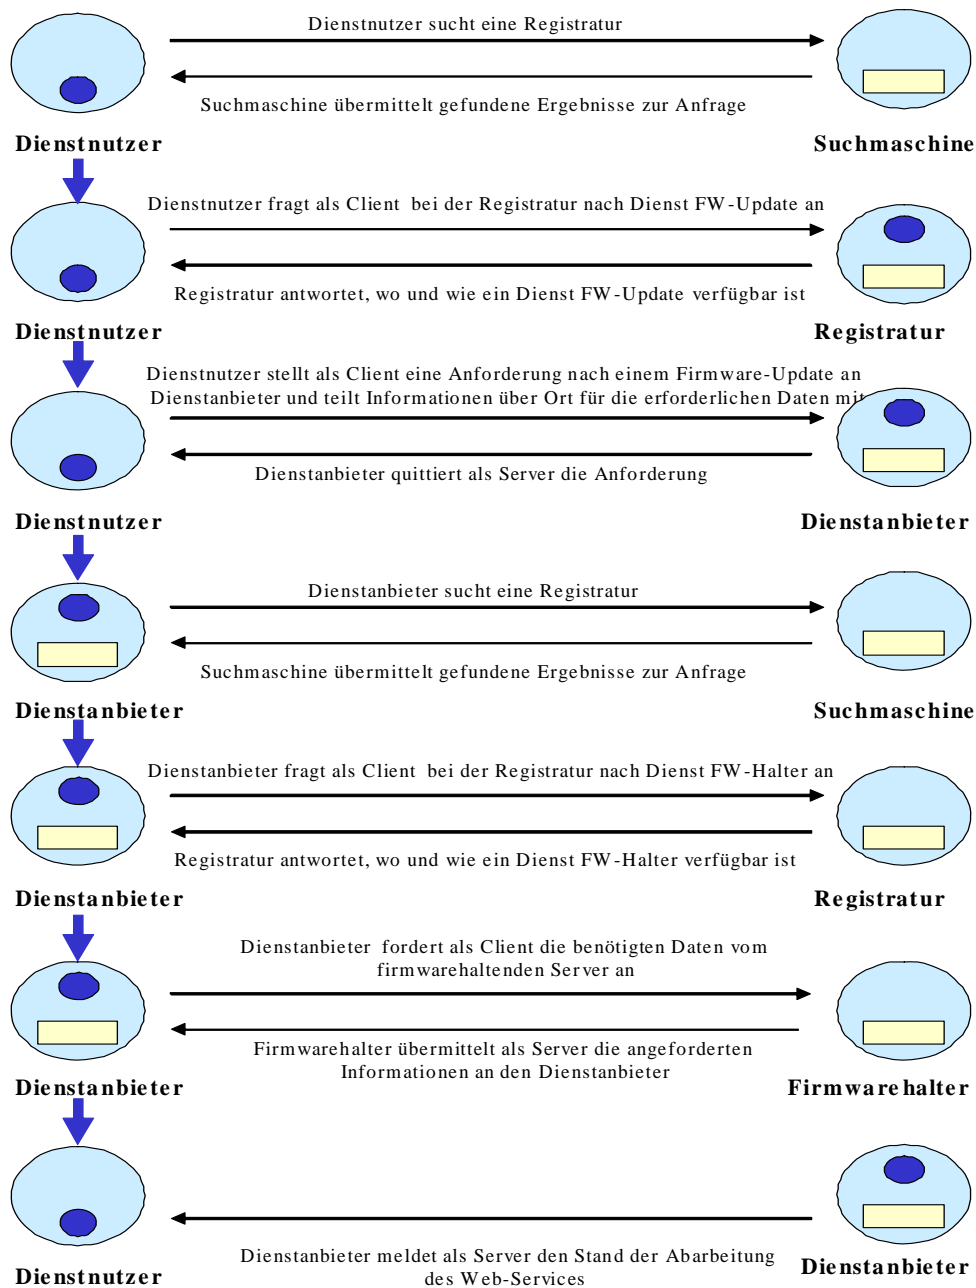 Dienstnutzer sucht eine Registratur
Suchmaschine übermittelt gefundene Ergebnisse zur Anfrage
Dienstnutzer
Suchmaschine
Dienstnutzer fragt als Client bei der Registratur nach Dienst FW-Update an
Registratur antwortet, wo und wie ein Dienst FW-Update verfügbar ist
Dienstnutzer
Registratur
Dienstnutzer stellt als Client eine Anforderung nach einem Firmware-Update an
Dienstanbieter und teilt Informationen über Ort für die erforderlichen Daten mit
Dienstanbieter quittiert als Server die Anforderung
Dienstnutzer
Dienstanbieter
Dienstanbieter sucht eine Registratur
Suchmaschine übermittelt gefundene Ergebnisse zur Anfrage
Dienstanbieter
Suchmaschine
Dienstanbieter fragt als Client bei der Registratur nach Dienst FW-Halter an
Registratur antwortet, wo und wie ein Dienst FW-Halter verfügbar ist
Dienstanbieter
Registratur
Dienstanbieter fordert als Client die benötigten Daten vom
firmwarehaltenden Server an
Firmwarehalter übermittelt als Server die angeforderten
Informationen an den Dienstanbieter
Dienstanbieter
Firmwarehalter
Dienstanbieter meldet als Server den Stand der Abarbeitung
des Web-Services
Dienstnutzer
Dienstanbieter